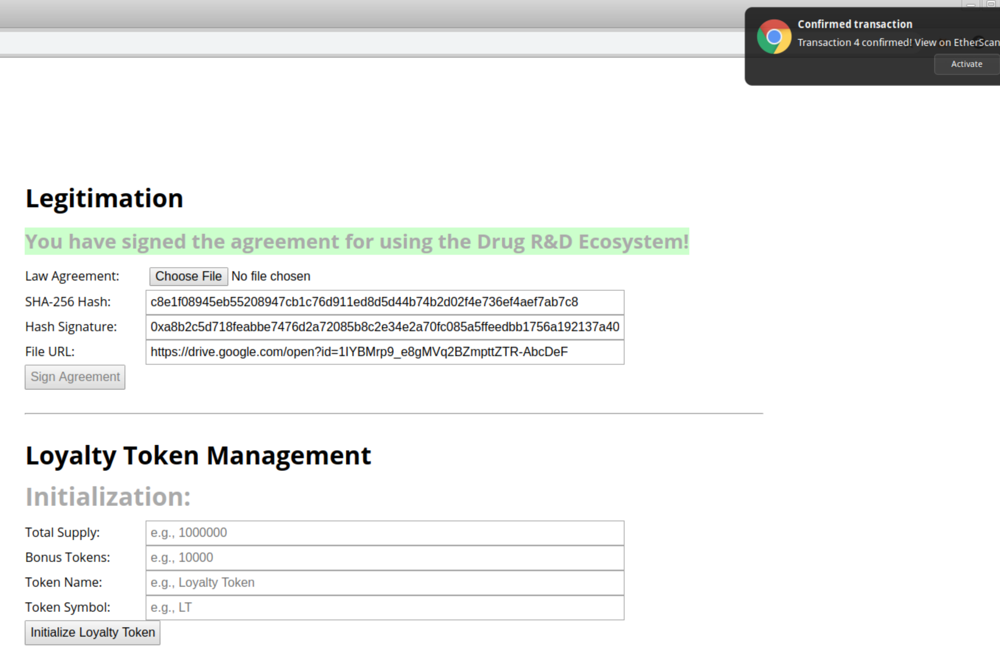 Confirmed transaction
Transaction 4 confirmed! View on EtherScan
Activate
Legitimation
You have signed the agreement for using the Drug R&D Ecosystem!
Law Agreement: Choose File No file chosen
SHA-256 Hash: c8e1f08945eb55208947cb1c76d911ed8d5d44b74b2d02f4e736ef4aef7ab7c8
Hash Signature: 0xa8b2c5d718feabbe7476d2a72085b8c2e34e2a70fc085a5ffeedbb1756a192137a40
File URL: https://drive.google.com/open?id=1IYBMrp9_e8gMVq2BZmpttZTR-AbcDeF
Sign Agreement
Loyalty Token Management
Initialization:
Total Supply: e.g., 1000000
Bonus Tokens: e.g., 10000
Token Name: e.g., Loyalty Token
Token Symbol: e.g., LT
Initialize Loyalty Token